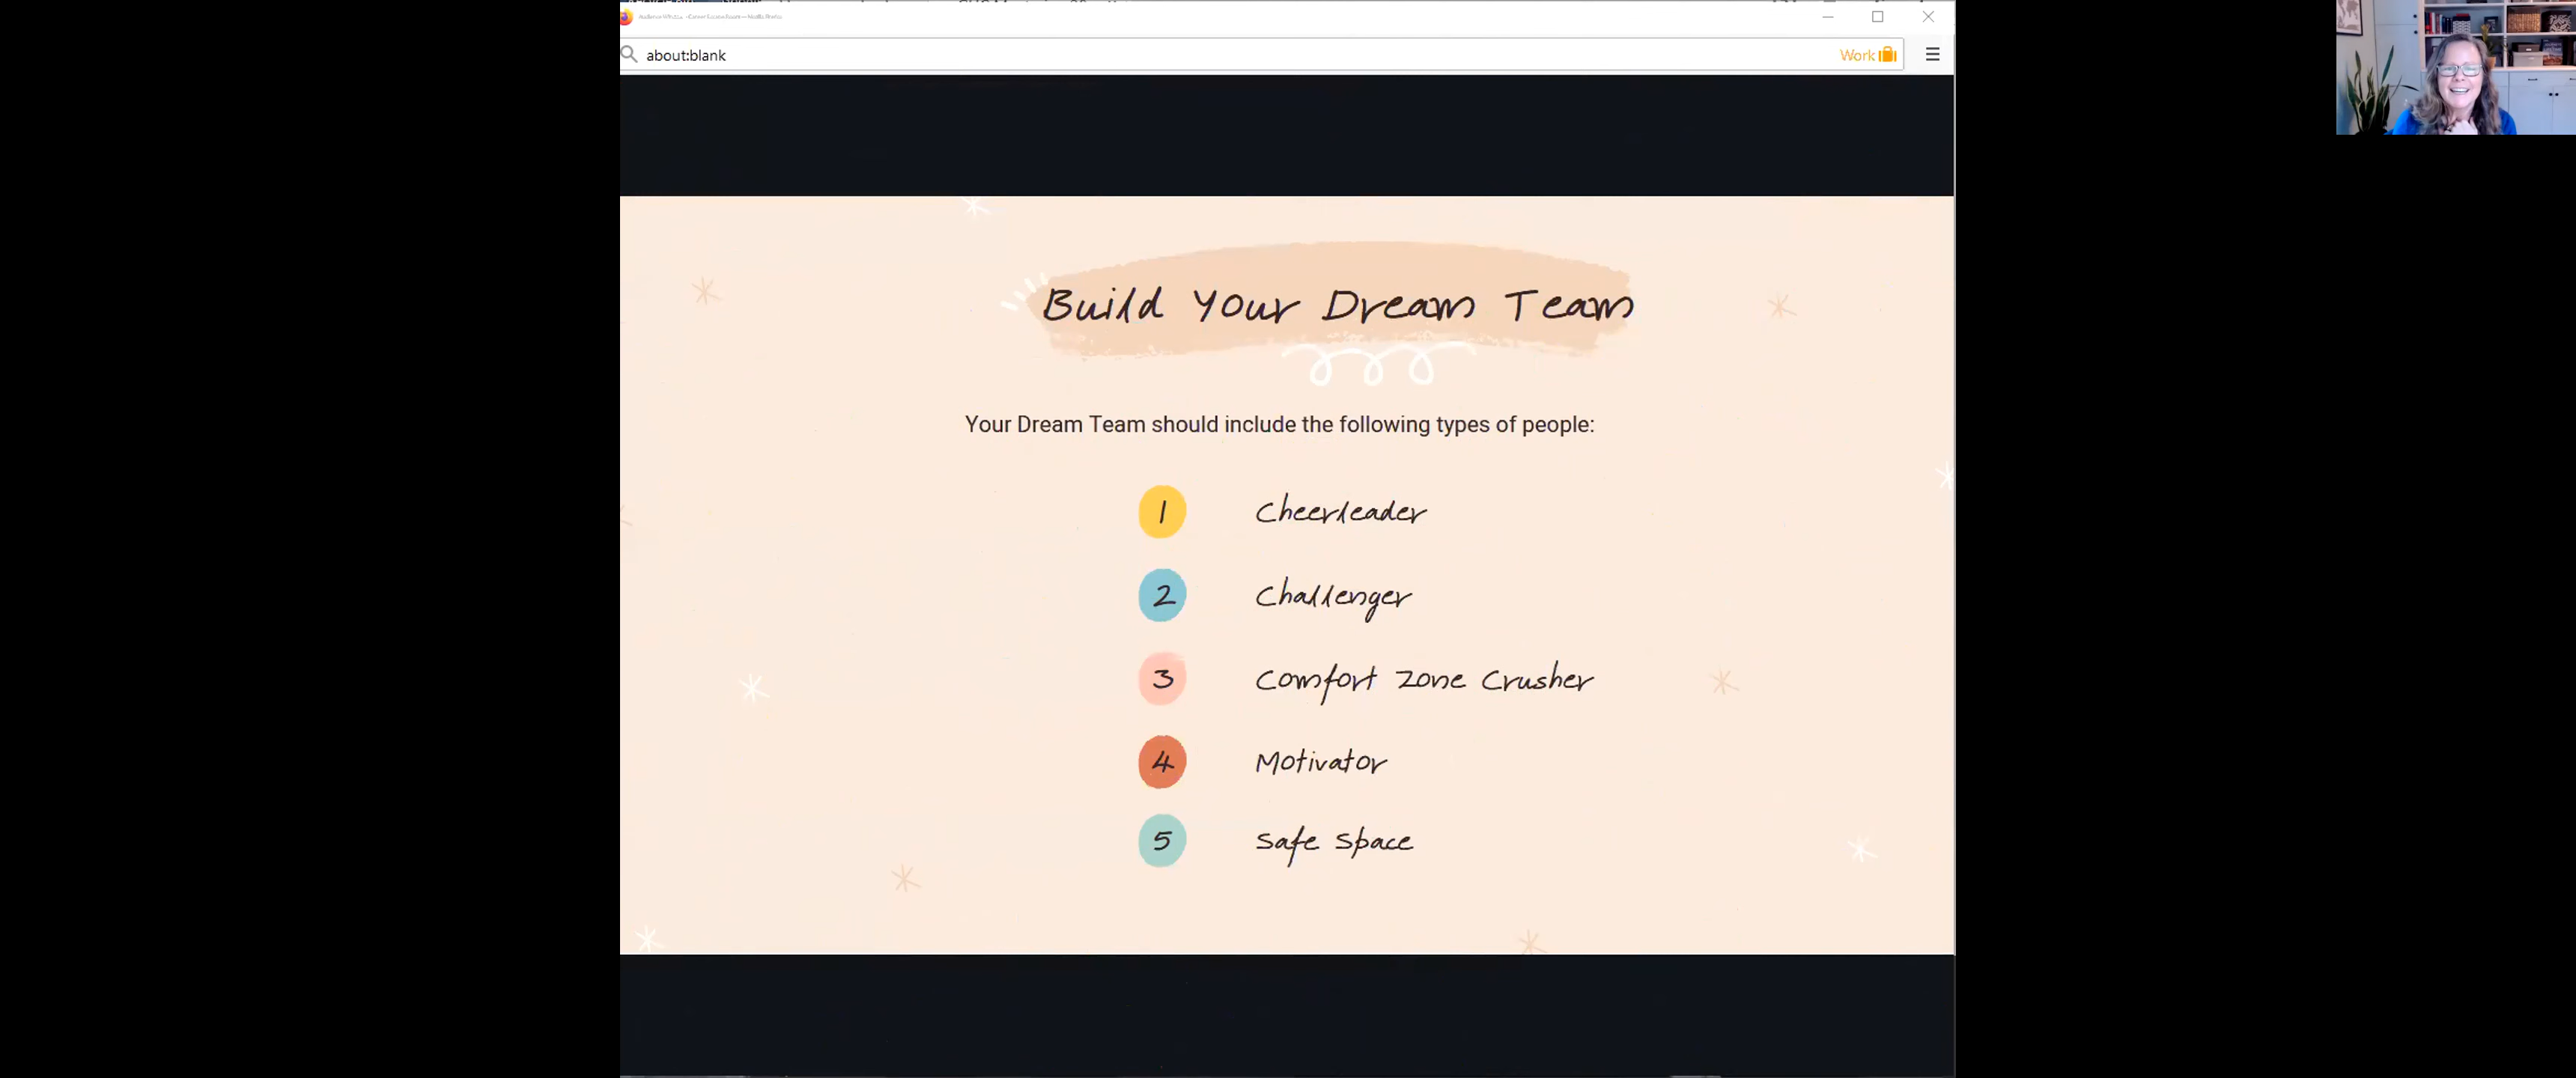 about:blank
Work
Build Your Dream Team
Your Dream Team should include the following types of people:
1 Cheerleader
2 Challenger
3 Comfort Zone Crusher
4 Motivator
5 Safe Space